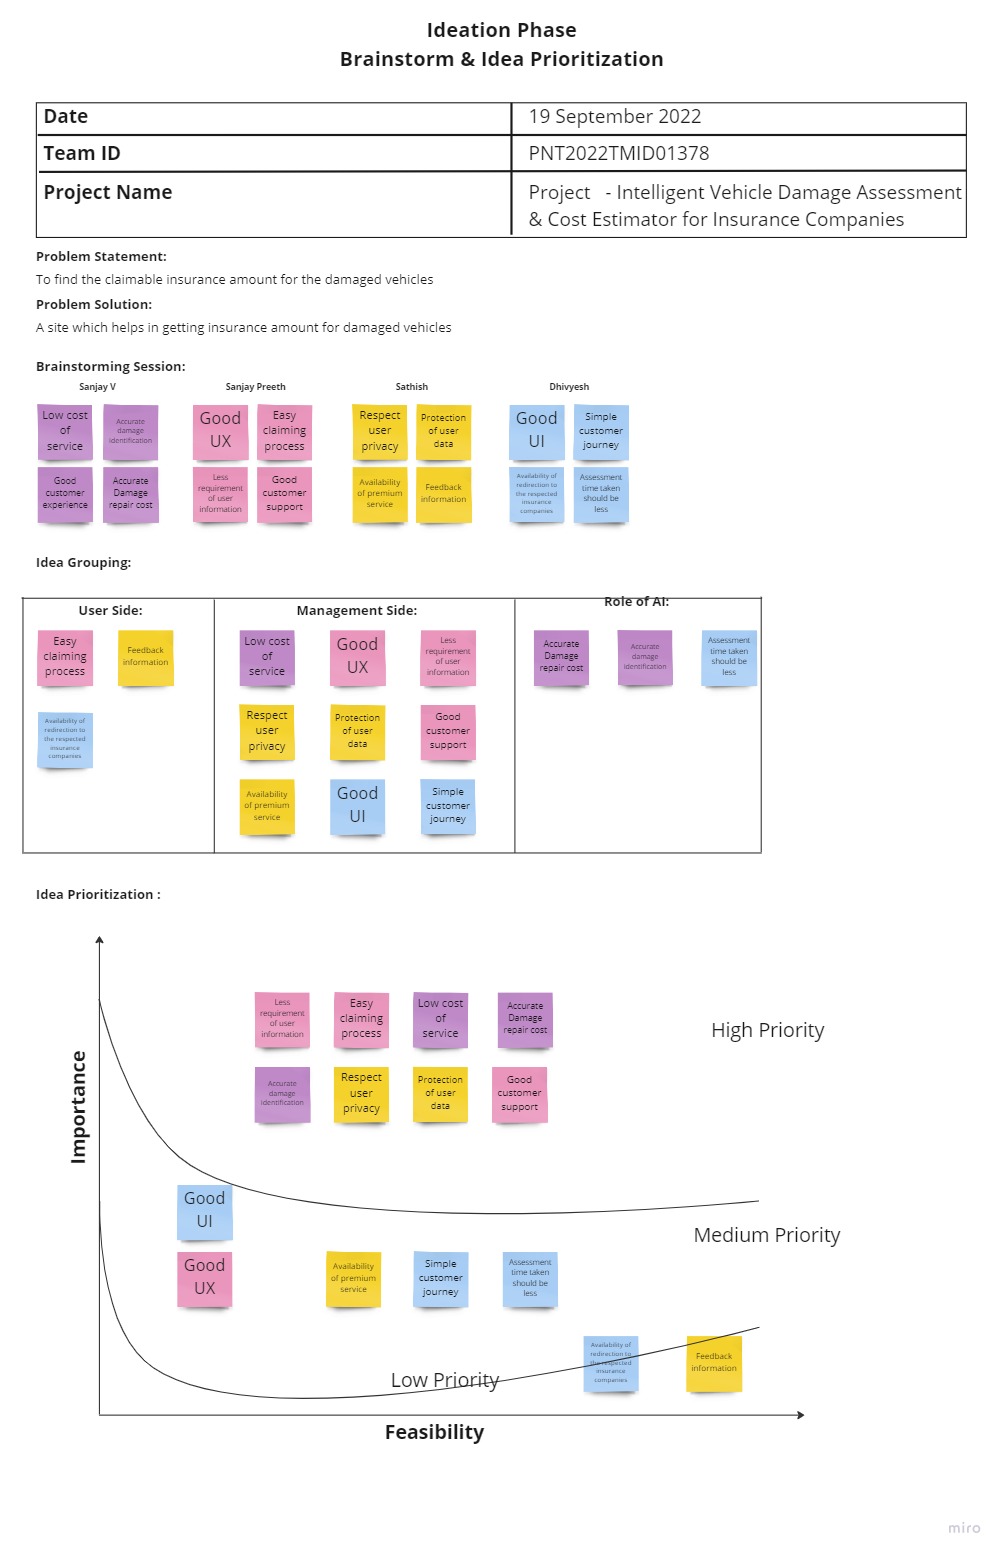 Ideation Phase
Brainstorm & Idea Prioritization
Date
19 September 2022
Team ID
PNT2022TMID01378
Project Name
Project - Intelligent Vehicle Damage Assessment
& Cost Estimator for Insurance Companies
Problem Statement:
To find the claimable insurance amount for the damaged vehicles
Problem Solution:
A site which helps in getting insurance amount for damaged vehicles
Brainstorming Session:
Sanjay V
Low cost
of
service
Accurate
damage
identification
Good
customer
experience
Accurate
Damage
repair cost
Sanjay Preeth
Good
UX
Easy
claiming
process
Less
requirement
of user
information
Good
customer
support
Sathish
Respect
user
privacy
Protection
of user
data
Availability
of premium
service
Feedback
information
Dhivyesh
Good
UI
Simple
customer
journey
Availability of
redirection to
the respected
insurance
companies
Assessment
time taken
should be
less
Idea Grouping:
User Side:
Easy
claiming
process
Feedback
information
Availability of
redirection to
the respected
insurance
companies
Management Side:
Low cost
of
service
Good
UX
Less
requirement
of user
information
Respect
user
privacy
Protection
of user
data
Good
customer
support
Availability
of premium
service
Good
UI
Simple
customer
journey
Role of AI:
Accurate
Damage
repair cost
Accurate
damage
identification
Assessment
time taken
should be
less
Idea Prioritization :
Importance
Less
requirement
of user
information
Easy
claiming
process
Low cost
of
service
Accurate
Damage
repair cost
High Priority
Accurate
damage
identification
Respect
user
privacy
Protection
of user
data
Good
customer
support
Good
UI
Medium Priority
Good
UX
Availability
of premium
service
Simple
customer
journey
Assessment
time taken
should be
less
Availability of
redirection to
the respected
insurance
companies
Feedback
information
Low Priority
Feasibility
miro